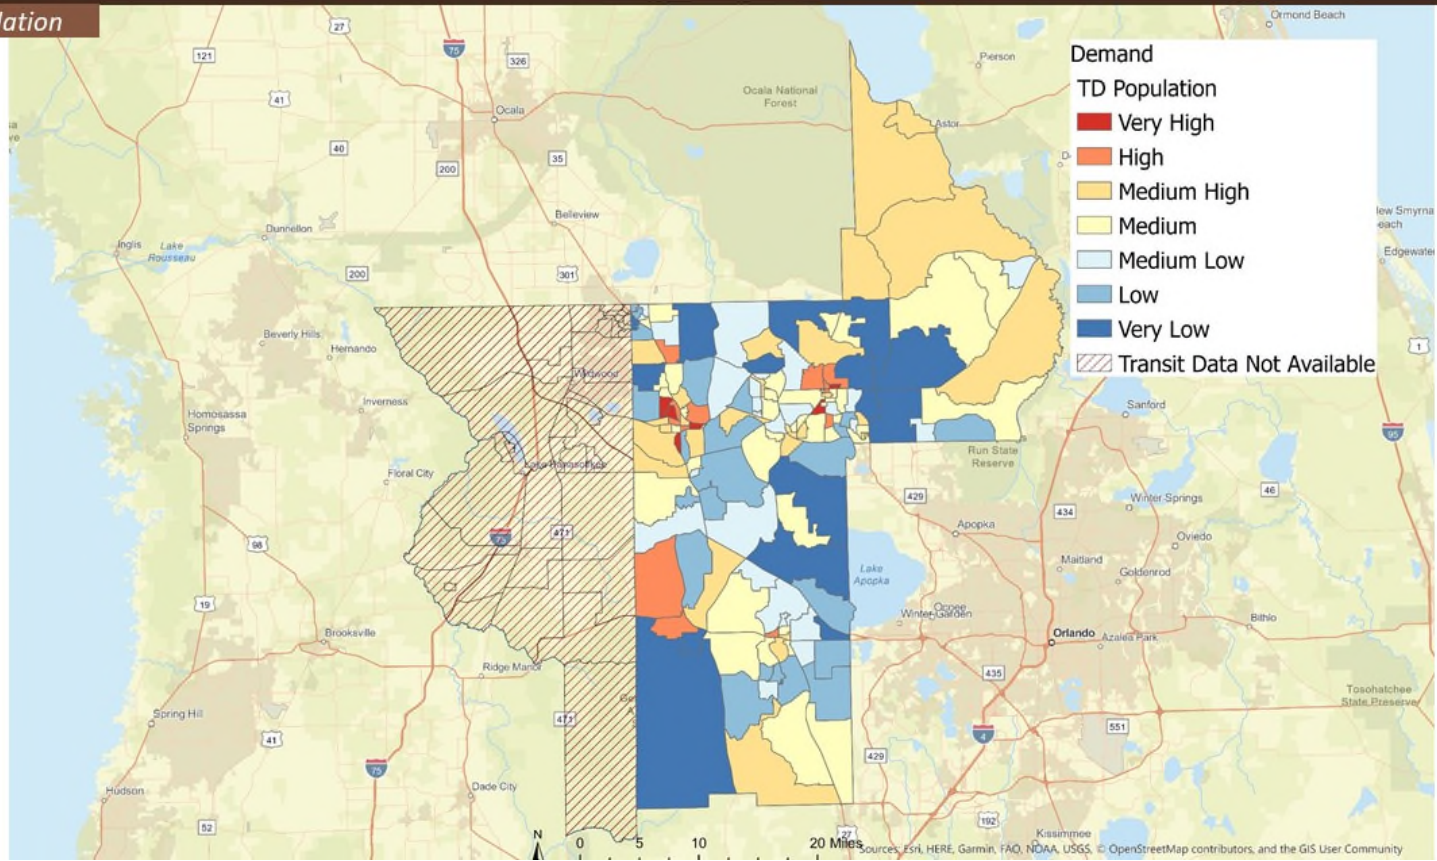 lation
Demand
TD Population
Very High
High
Medium High
Medium
Medium Low
Low
Very Low
Transit Data Not Available
Ormond Beach
27
121
75
326
Pierson
41
Ocala
Ocala National
Forest
Astor
40
35
200
Belleview
Dunnellon
Inglis
Lake
Rousseau
200
301
Edgewater
Beverly Hills
Hernando
1
Wildwood
Inverness
Homosassa
Springs
Sanford
95
Lake Panasoffkee
Floral City
Run State
Reserve
429
46
Winter Springs
434
98
75
471
Apopka
Oviedo
Maitland
Goldenrod
Lake
Apopka
19
Ocoee
Winter Garden
Bithlo
Brooksville
Orlando
Azalea Park
Ridge Manor
435
Tosohatchee
State Preserve
Spring Hill
471
41
551
4
429
75
Hudson
Dade City
52
192
27
Kissimmee
N
0 5 10 20 Miles
Sources: Esri, HERE, Garmin, FAO, NOAA, USGS, © OpenStreetMap contributors, and the GIS User Community